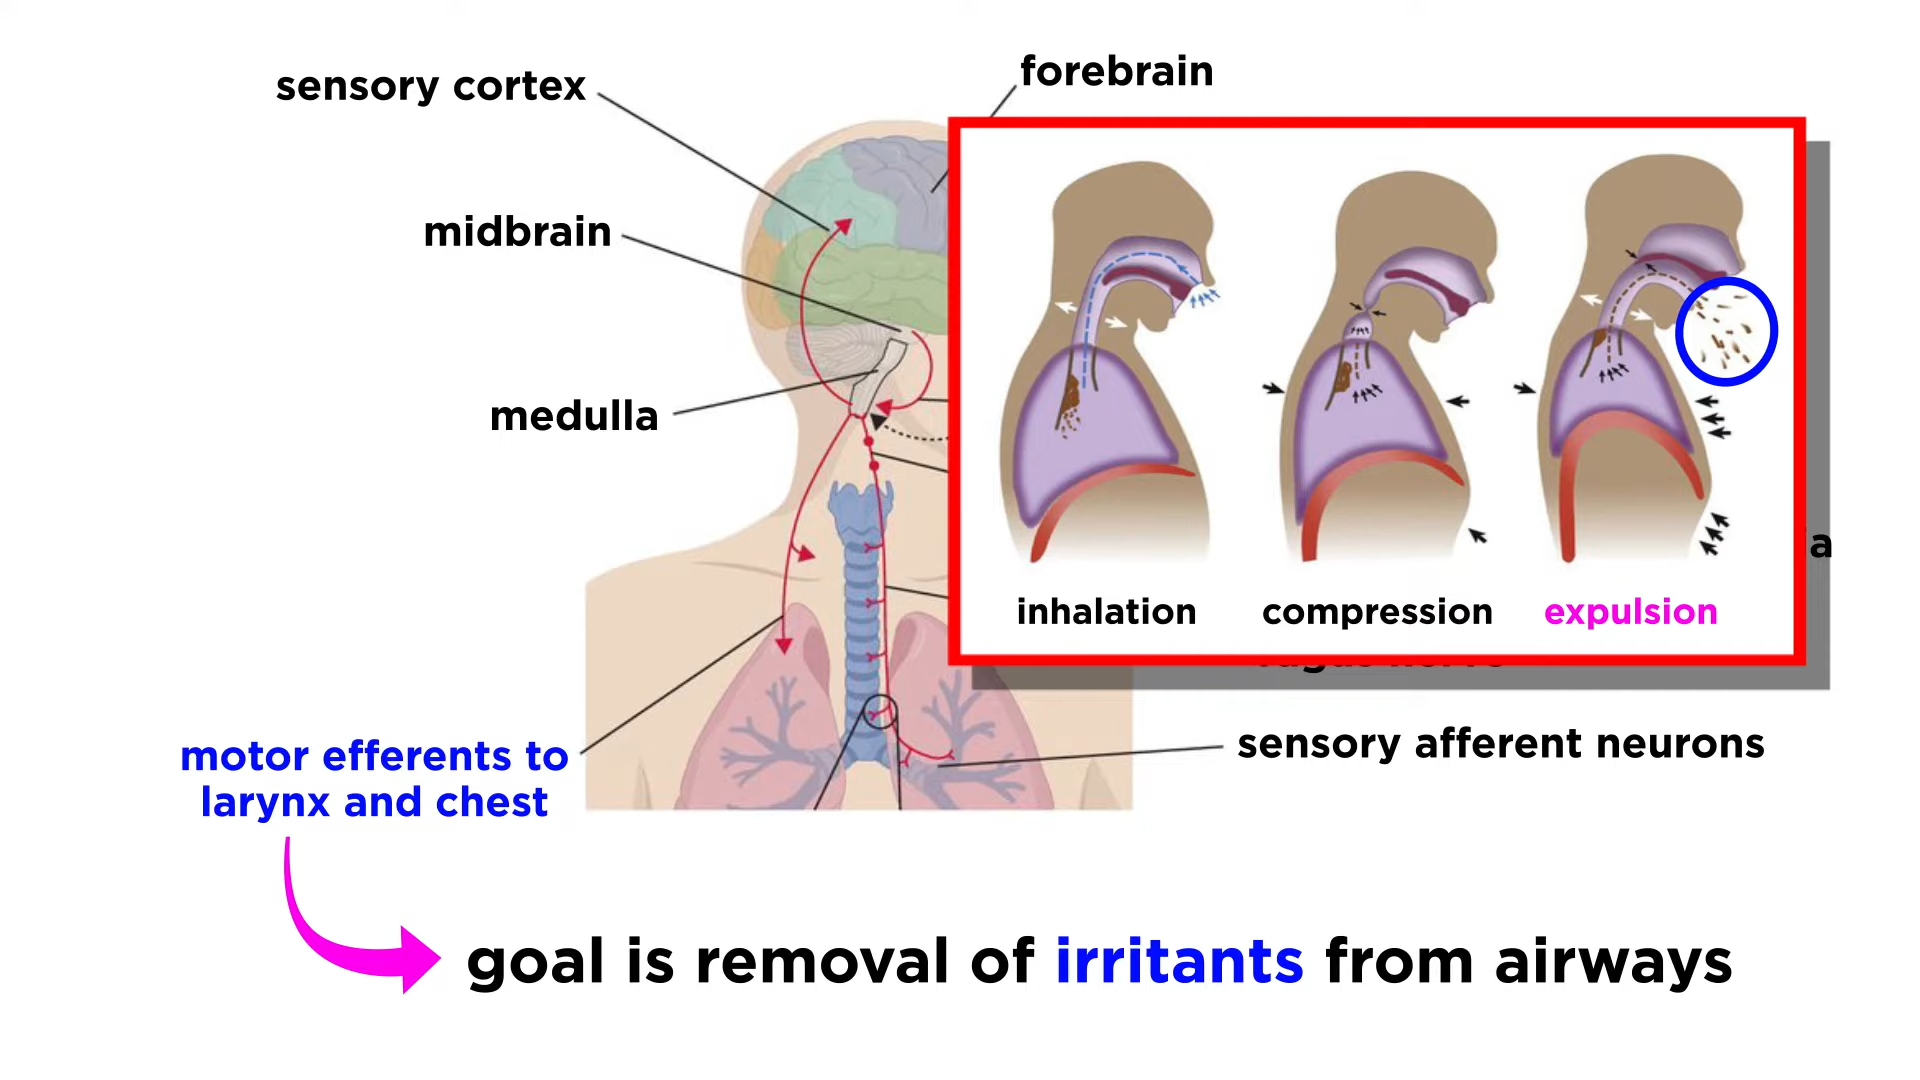 sensory cortex
forebrain
midbrain
medulla
inhalation
compression
expulsion
sensory afferent neurons
motor efferents to
larynx and chest
goal is removal of irritants from airways